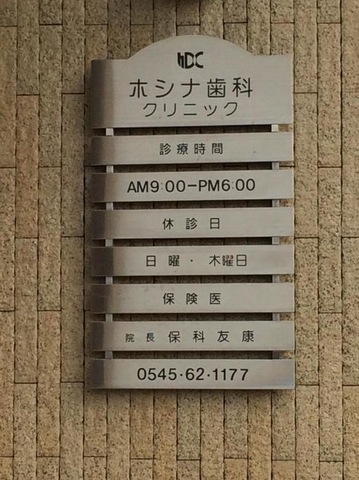 HDC
ホシナ歯科
クリニック
診療時間
AM9:00-PM6:00
休診日
日曜・木曜日
保険医
院長 保科友康
0545・62・1177